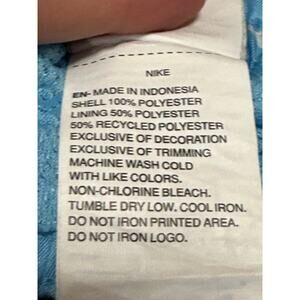 NIKE
EN- MADE IN INDONESIA
SHELL 100% POLYESTER
LINING 50% POLYESTER
50% RECYCLED POLYESTER
EXCLUSIVE OF DECORATION
EXCLUSIVE OF TRIMMING
MACHINE WASH COLD
WITH LIKE COLORS.
NON-CHLORINE BLEACH.
TUMBLE DRY LOW. COOL IRON.
DO NOT IRON PRINTED AREA.
DO NOT IRON LOGO.